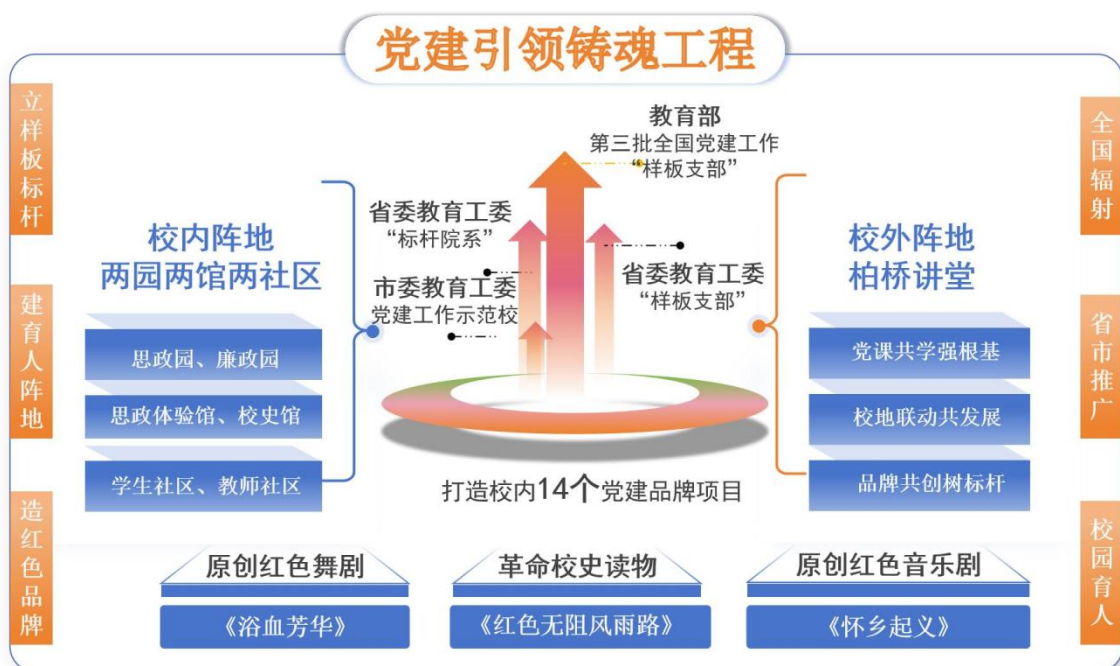 党建引领铸魂工程
立样板标杆
建育人阵地
造红色品牌
校内阵地
两园两馆两社区
思政园、廉政园
思政体验馆、校史馆
学生社区、教师社区
教育部
第三批全国党建工作
“样板支部”
省委教育工委
“标杆院系”
市委教育工委
党建工作示范校
省委教育工委
“样板支部”
打造校内14个党建品牌项目
校外阵地
柏桥讲堂
党课共学强根基
校地联动共发展
品牌共创树标杆
全国辐射
省市推广
校园育人
原创红色舞剧
《浴血芳华》
革命校史读物
《红色无阻风雨路》
原创红色音乐剧
《怀乡起义》